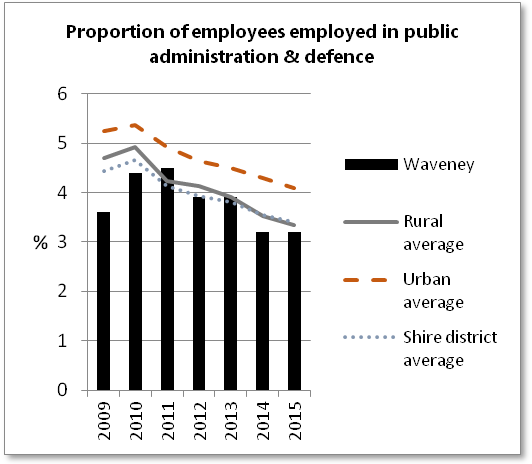 Proportion of employees employed in public
administration & defence
6
5
4
3
2
1
0
%
2009
2010
2011
2012
2013
2014
2015
Waveney
Rural
average
Urban
average
Shire district
average